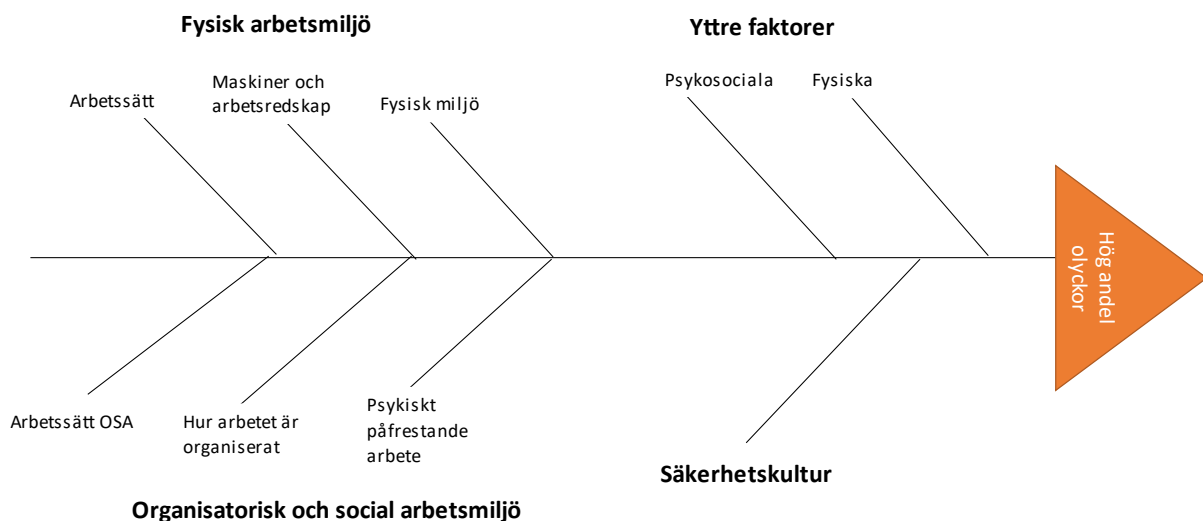 Fysisk arbetsmiljö
Yttre faktorer
Arbetssätt
Maskiner och
arbetsredskap
Fysisk miljö
Psykosociala
Fysiska
Hög andel
olyckor
Arbetssätt OSA
Hur arbetet är
organiserat
Psykiskt
påfrestande
arbete
Säkerhetskultur
Organisatorisk och social arbetsmiljö